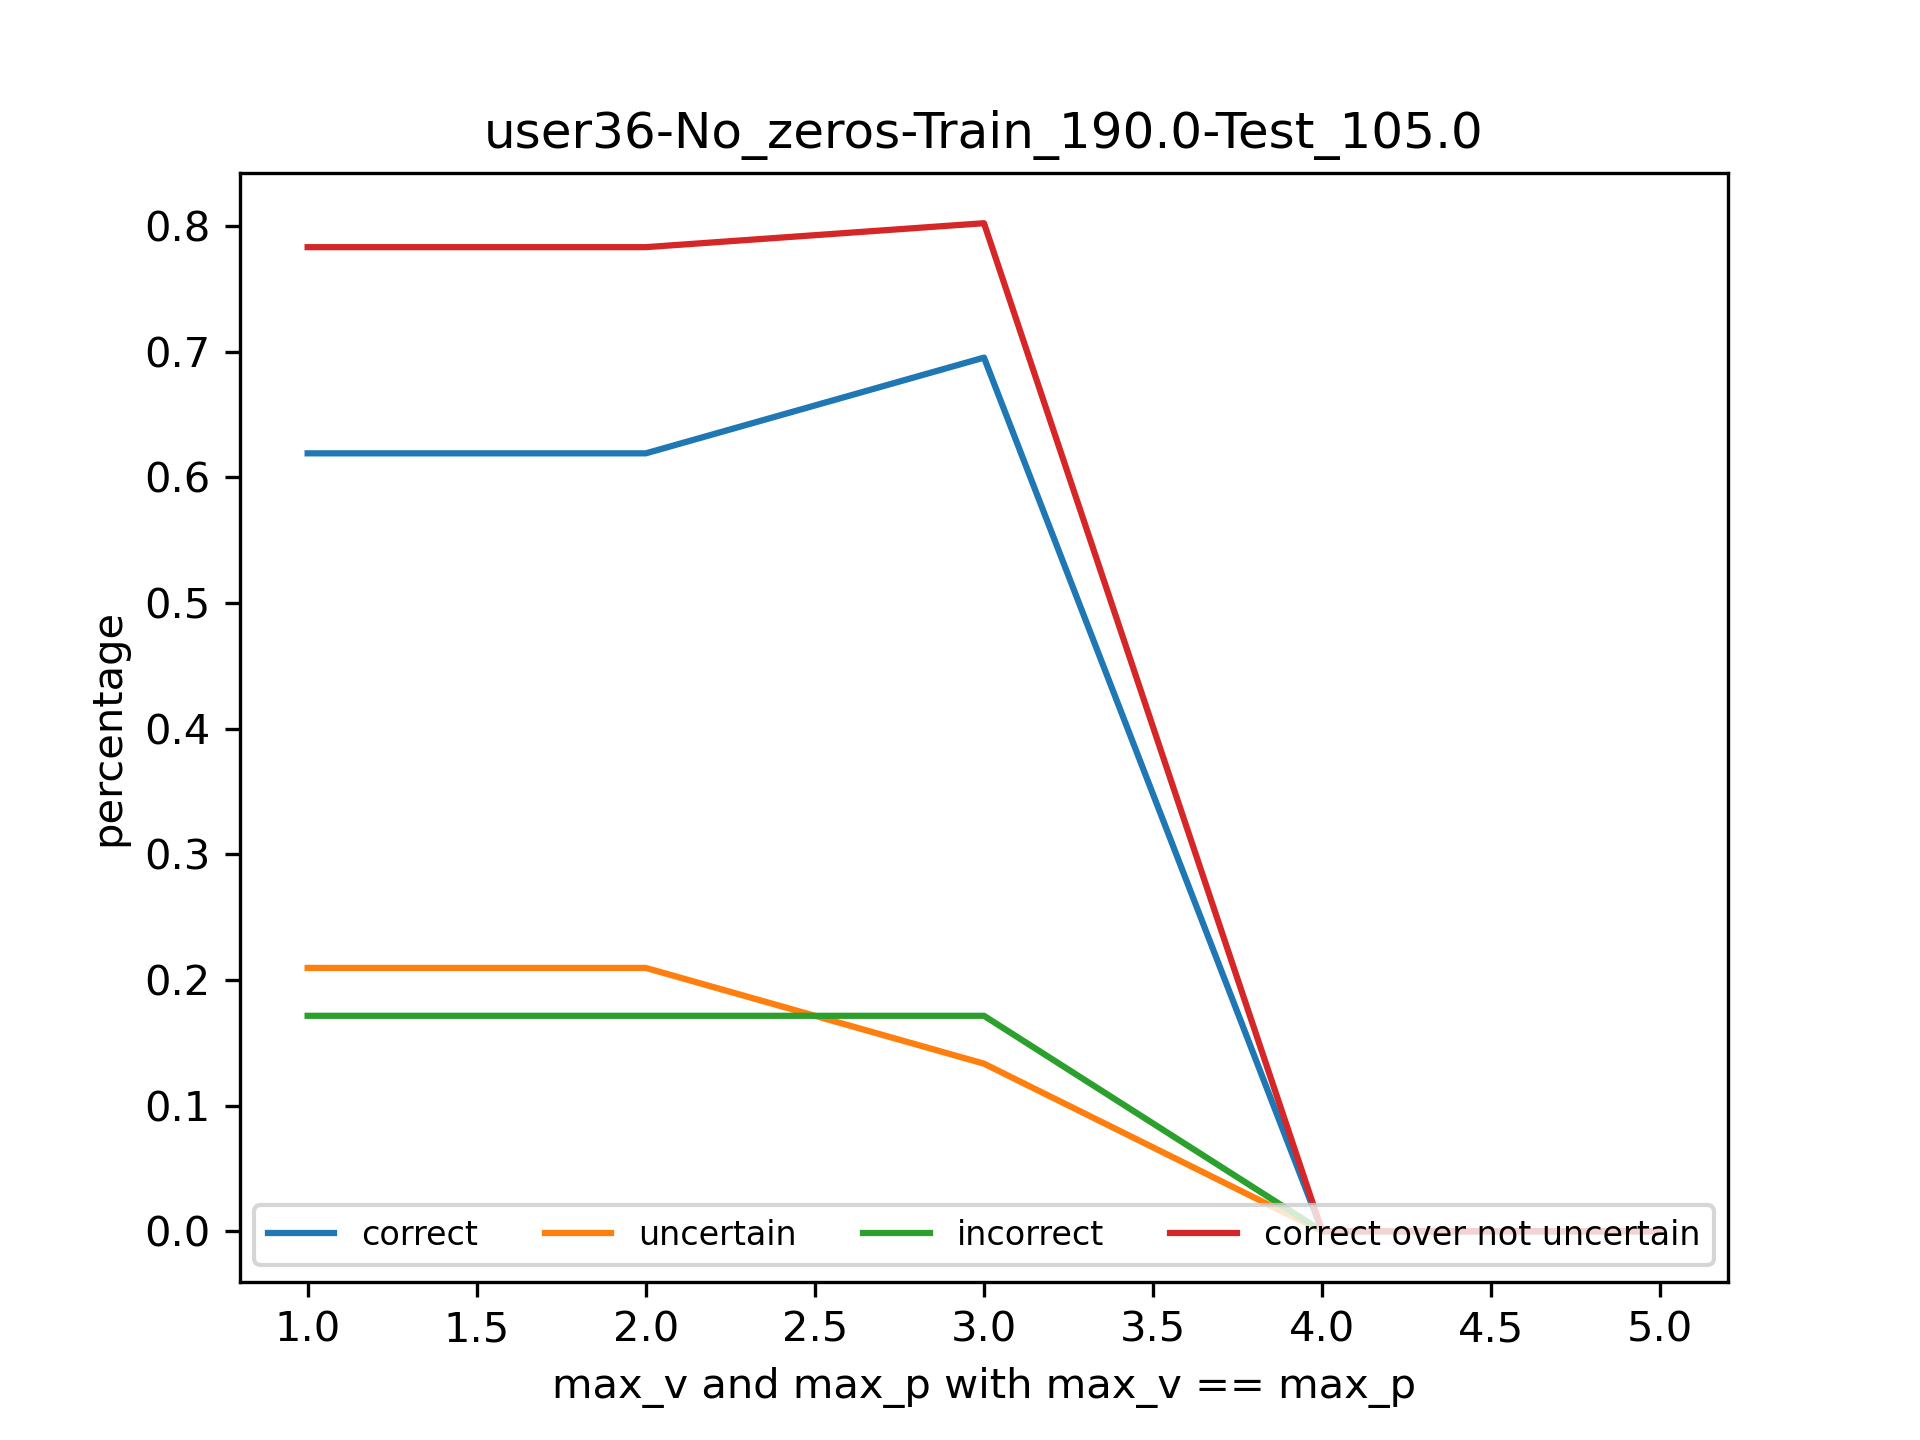 user36-No_zeros-Train_190.0-Test_105.0
0.8
0.7
0.6
0.5
0.4
0.3
0.2
0.1
0.0
percentage
correct uncertain incorrect correct over not uncertain
1.0 1.5 2.0 2.5 3.0 3.5 4.0 4.5 5.0
max_v and max_p with max_v == max_p